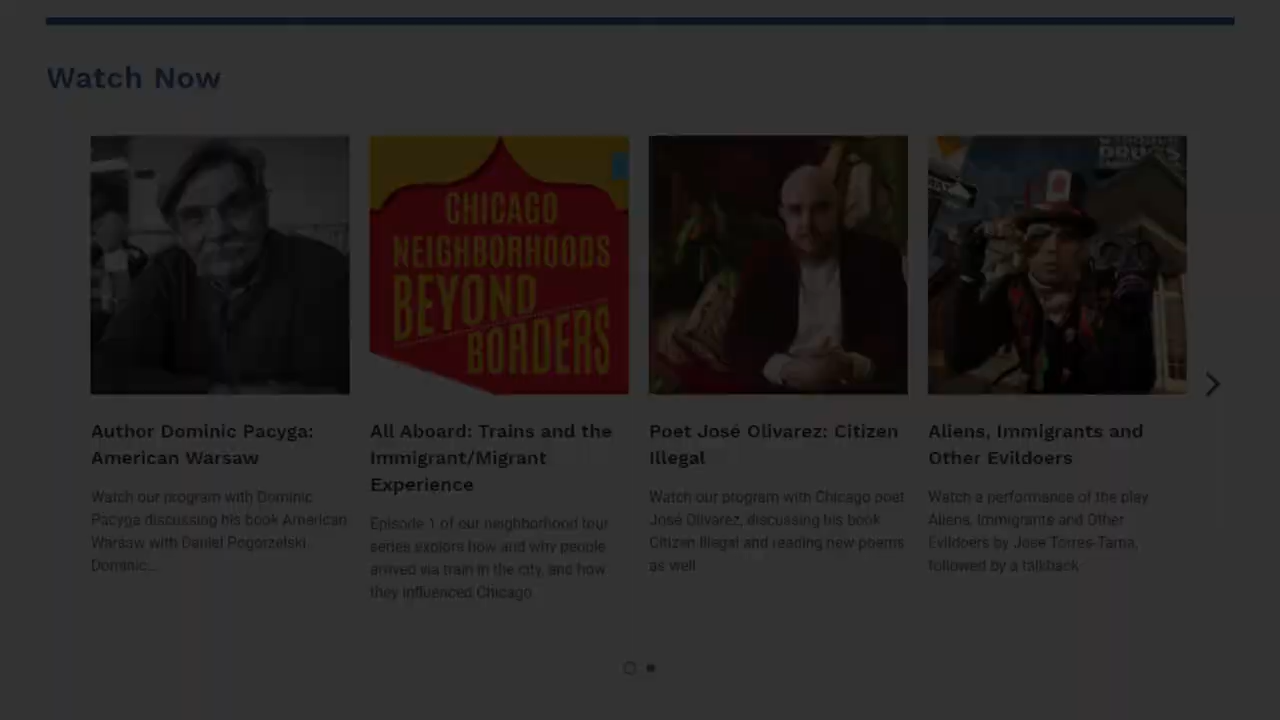 Watch Now
CHICAGO
NEIGHBORHOODS
BEYOND
BORDERS
DRUGS
Author Dominic Pacyga:
American Warsaw
Watch our program with Dominic
Pacyga discussing his book American
Warsaw with Daniel Pogorzelski.
Dominic...
All Aboard: Trains and the
Immigrant/Migrant
Experience
Episode 1 of our neighborhood tour
series explore how and why people
arrived via train in the city, and how
they influenced Chicago.
Poet José Olivarez: Citizen
Illegal
Watch our program with Chicago poet
José Olivarez, discussing his book
Citizen Illegal and reading new poems
as well.
Aliens, Immigrants and
Other Evildoers
Watch a performance of the play
Aliens, Immigrants and Other
Evildoers by José Torres-Tama,
followed by a talkback.